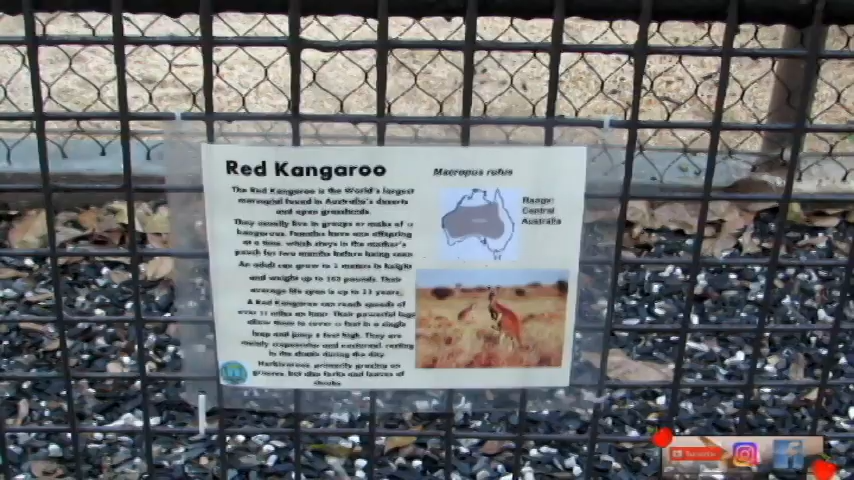 Red Kangaroo
Macropus rufus
The Red Kangaroo is the World's largest
marsupial found in Australia's deserts
and open grasslands.
They usually live in groups or mobs of
kangaroos. Females have one offspring
at a time, which stays in the mother's
pouch for two months before being seen
An adult can grow to 2 meters in height
and weighs up to 163 pounds. Their
average life span is up to 23 years.
A Red Kangaroo can reach speeds of
over miles an hour. Their powerful legs
allow them to cover feet in a single
leap and jump 6 feet high. They are
mainly crepuscular and nocturnal, resting
in the shade during the day
Herbivorous, primarily grazing on
grasses, but also forbs and leaves of
shrubs
Range:
Central
Australia